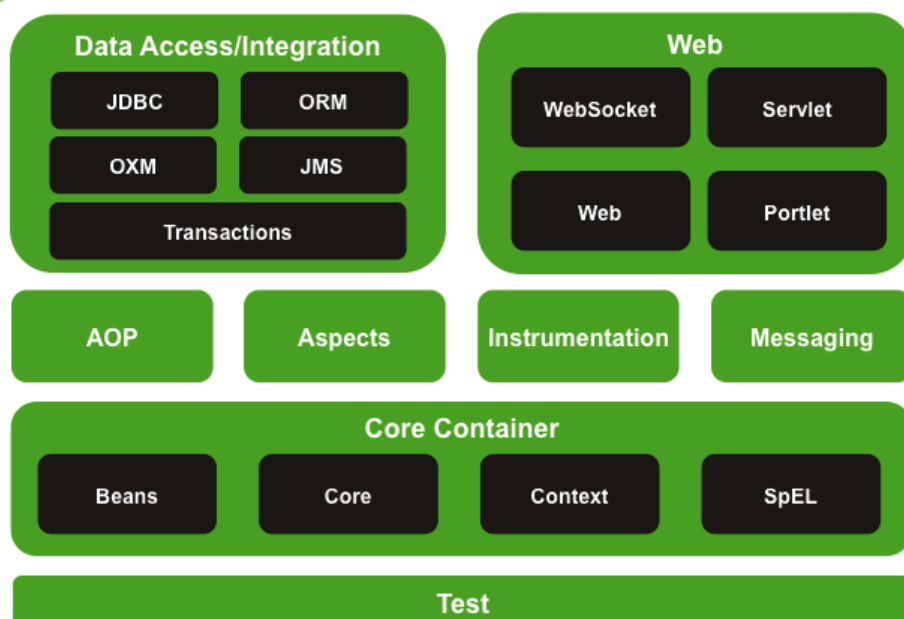 Data Access/Integration
JDBC
ORM
OXM
JMS
Transactions
Web
WebSocket
Servlet
Web
Portlet
AOP
Aspects
Instrumentation
Messaging
Core Container
Beans
Core
Context
SpEL
Test